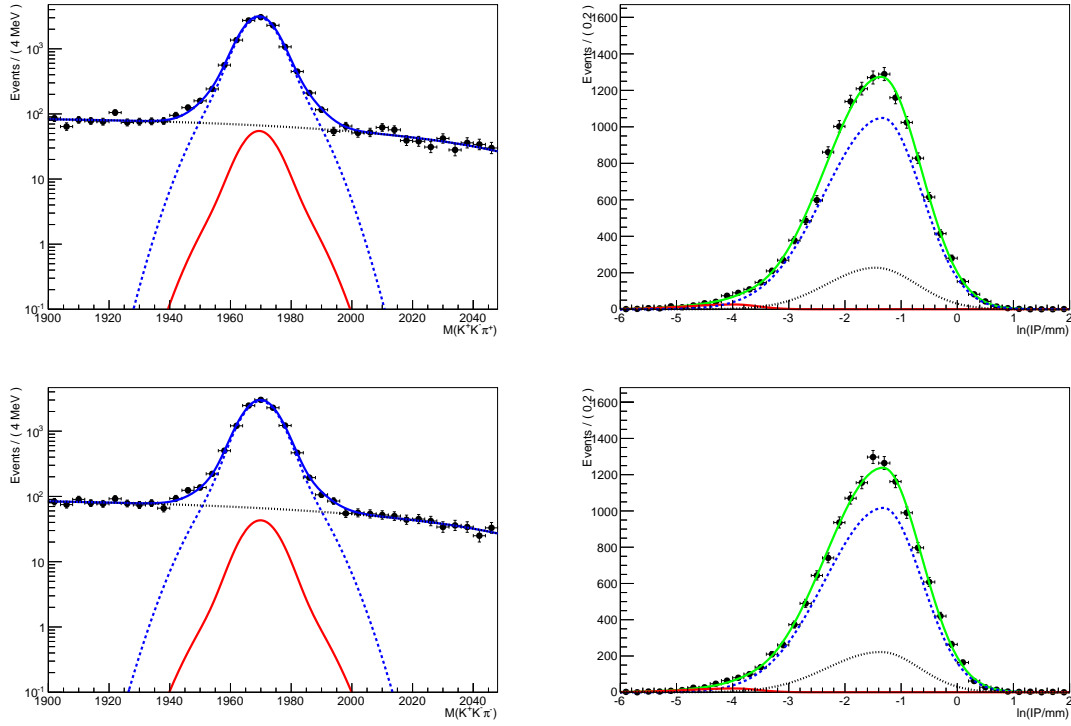 Events / ( 4 MeV )
10³
10²
10
1
10⁻¹
1900 1920 1940 1960 1980 2000 2020 2040
M(K⁺K⁻π⁺)
Events / ( 0.2 )
1600
1400
1200
1000
800
600
400
200
0
-6 -5 -4 -3 -2 -1 0 1 2
ln(IP/mm)
Events / ( 4 MeV )
10³
10²
10
1
10⁻¹
1900 1920 1940 1960 1980 2000 2020 2040
M(K⁺K⁻π⁻)
Events / ( 0.2 )
1600
1400
1200
1000
800
600
400
200
0
-6 -5 -4 -3 -2 -1 0 1 2
ln(IP/mm)